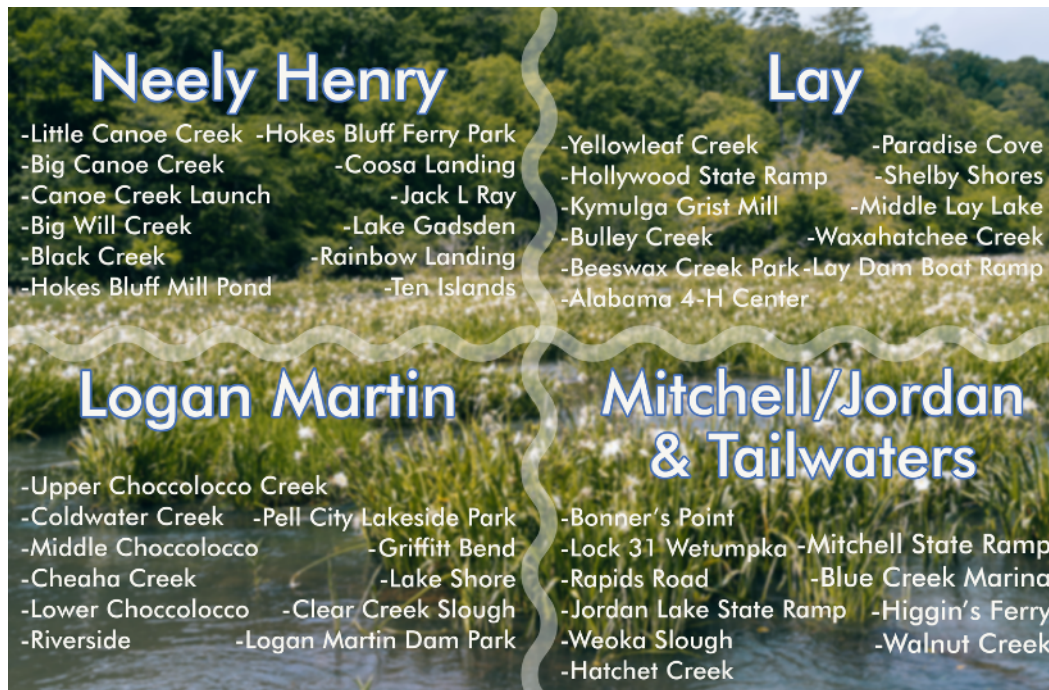 Neely Henry
-Little Canoe Creek
-Big Canoe Creek
-Canoe Creek Launch
-Big Will Creek
-Black Creek
-Hokes Bluff Mill Pond
-Hokes Bluff Ferry Park
-Coosa Landing
-Jack L Ray
-Lake Gadsden
-Rainbow Landing
-Ten Islands
Lay
-Yellowleaf Creek
-Hollywood State Ramp
-Kymulga Grist Mill
-Bulley Creek
-Beeswax Creek Park
-Alabama 4-H Center
-Paradise Cove
-Shelby Shores
-Middle Lay Lake
-Waxahatchee Creek
-Lay Dam Boat Ramp
Logan Martin
-Upper Choccolocco Creek
-Coldwater Creek
-Middle Choccolocco
-Cheaha Creek
-Lower Choccolocco
-Riverside
-Pell City Lakeside Park
-Griffitt Bend
-Lake Shore
-Clear Creek Slough
-Logan Martin Dam Park
Mitchell/Jordan
& Tailwaters
-Bonner's Point
-Lock 31 Wetumpka
-Rapids Road
-Jordan Lake State Ramp
-Weoka Slough
-Hatchet Creek
-Mitchell State Ramp
-Blue Creek Marina
-Higgin's Ferry
-Walnut Creek